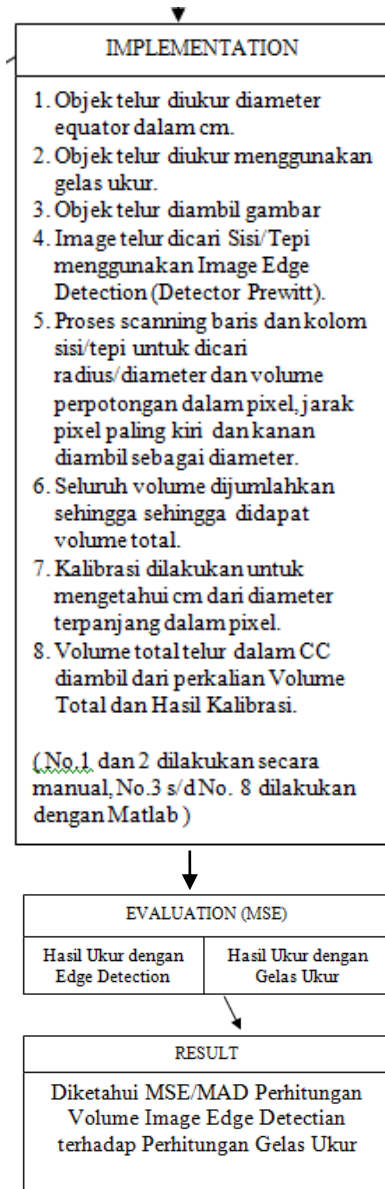 IMPLEMENTATION
1. Objek telur diukur diameter
equator dalam cm.
2. Objek telur diukur menggunakan
gelas ukur.
3. Objek telur diambil gambar
4. Image telur dicari Sisi/Tepi
menggunakan Image Edge
Detection (Detector Prewitt).
5. Proses scanning baris dan kolom
sisi/tepi untuk dicari
radius/diameter dan volume
perpotongan dalam pixel, jarak
pixel paling kiri dan kanan
diambil sebagai diameter.
6. Seluruh volume dijumlahkan
sehingga sehingga didapat
volume total.
7. Kalibrasi dilakukan untuk
mengetahui cm dari diameter
terpanjang dalam pixel.
8. Volume total telur dalam CC
diambil dari perkalian Volume
Total dan Hasil Kalibrasi.
( No.1 dan 2 dilakukan secara
manual, No.3 s/d No. 8 dilakukan
dengan Matlab )
EVALUATION (MSE)
Hasil Ukur dengan
Edge Detection
Hasil Ukur dengan
Gelas Ukur
RESULT
Diketahui MSE/MAD Perhitungan
Volume Image Edge Detectian
terhadap Perhitungan Gelas Ukur